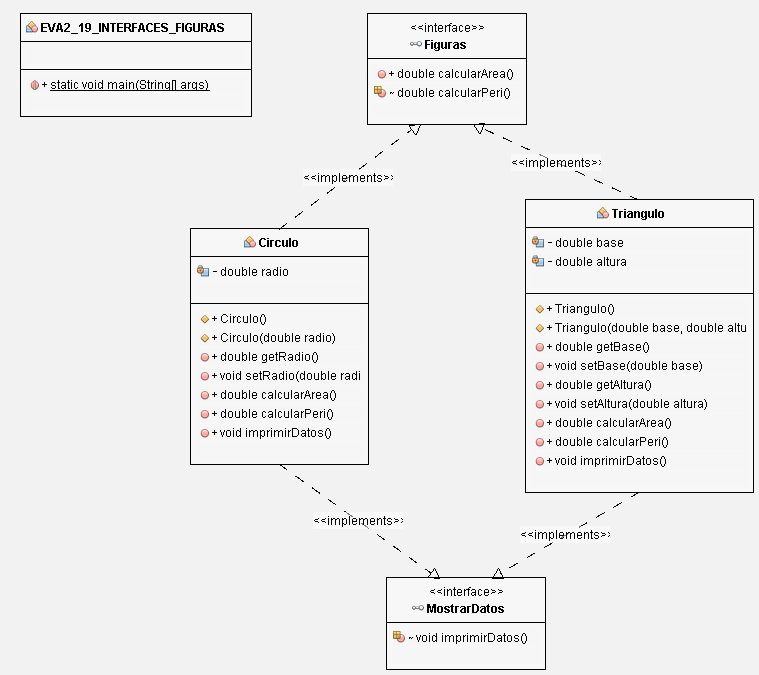 EVA2_19_INTERFACES_FIGURAS
+ static void main(String[] args)
<<interface>>
Figuras
+ double calcularArea()
~ double calcularPeri()
<<implements>>
<<implements>>
Circulo
- double radio
+ Circulo()
+ Circulo(double radio)
+ double getRadio()
+ void setRadio(double radi
+ double calcularArea()
+ double calcularPeri()
+ void imprimirDatos()
Triangulo
- double base
- double altura
+ Triangulo()
+ Triangulo(double base, double altu
+ double getBase()
+ void setBase(double base)
+ double getAltura()
+ void setAltura(double altura)
+ double calcularArea()
+ double calcularPeri()
+ void imprimirDatos()
<<implements>>
<<implements>>
<<interface>>
MostrarDatos
~ void imprimirDatos()